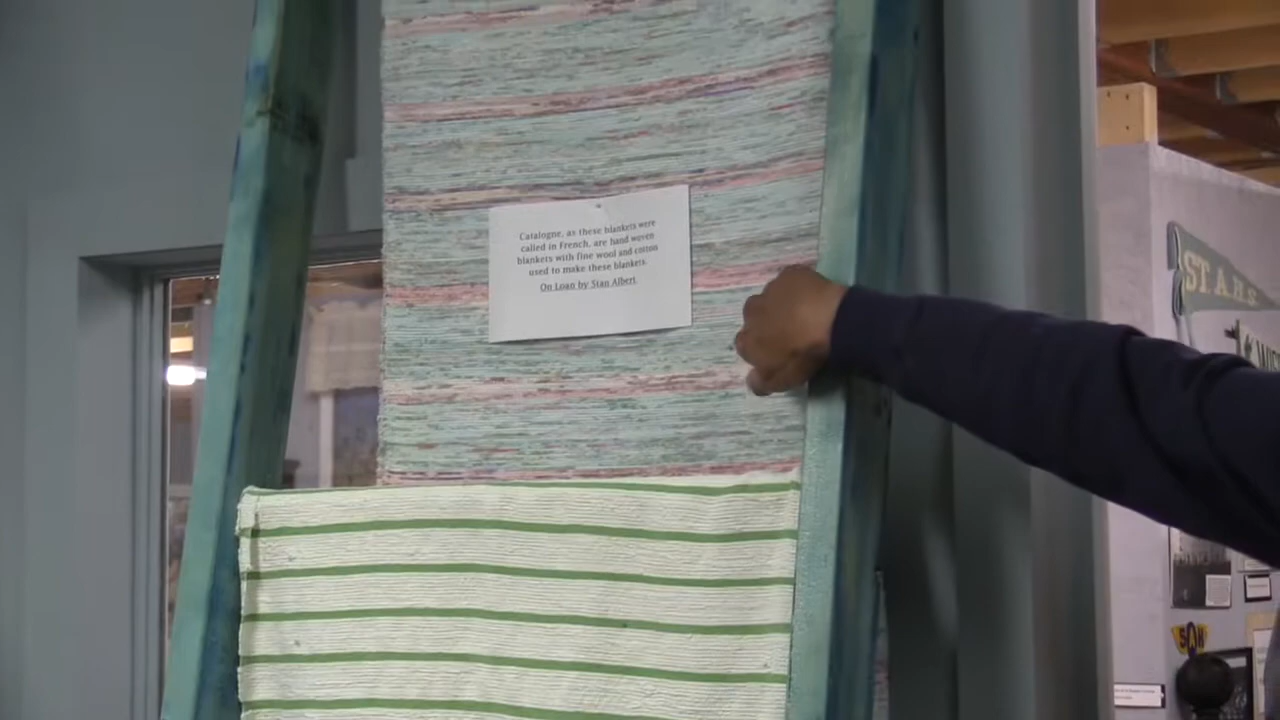 Catalogne, as these blankets were
called in French, are hand woven
blankets with fine wool and cotton
used to make these blankets.
On Loan by Stan Albert.
ST.A.H.S.